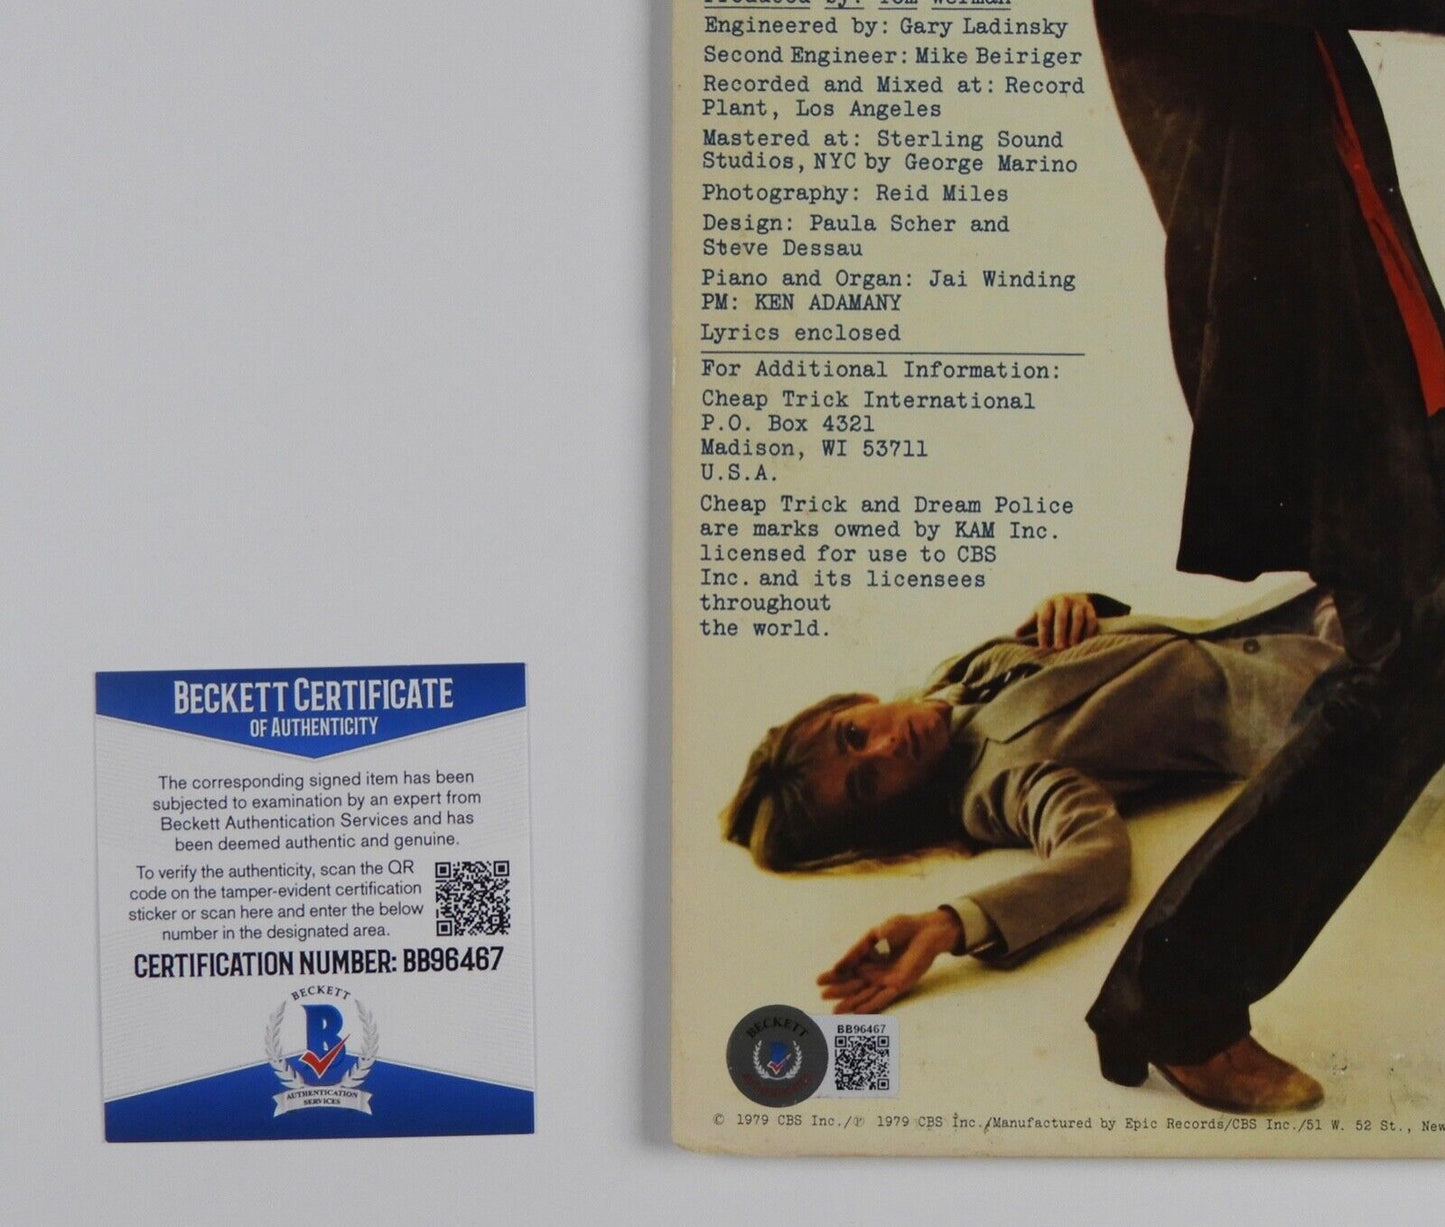 Produced by: Tom Werman
Engineered by: Gary Ladinsky
Second Engineer: Mike Beiriger
Recorded and Mixed at: Record
Plant, Los Angeles
Mastered at: Sterling Sound
Studios, NYC by George Marino
Photography: Reid Miles
Design: Paula Scher and
Steve Dessau
Piano and Organ: Jai Winding
PM: KEN ADAMANY
Lyrics enclosed
For Additional Information:
Cheap Trick International
P.O. Box 4321
Madison, WI 53711
U.S.A.
Cheap Trick and Dream Police
are marks owned by KAM Inc.
licensed for use to CBS
Inc. and its licensees
throughout
the world.
BECKETT CERTIFICATE
OF AUTHENTICITY
The corresponding signed item has been
subjected to examination by an expert from
Beckett Authentication Services and has
been deemed authentic and genuine.
To verify the authenticity, scan the QR
code on the tamper-evident certification
sticker or scan here and enter the below
number in the designated area.
CERTIFICATION NUMBER: BB96467
BECKETT
B
AUTHENTICATION
SERVICES
BECKETT
B
BB96467
© 1979 CBS Inc./℗ 1979 CBS Inc./Manufactured by Epic Records/CBS Inc./51 W. 52 St., New